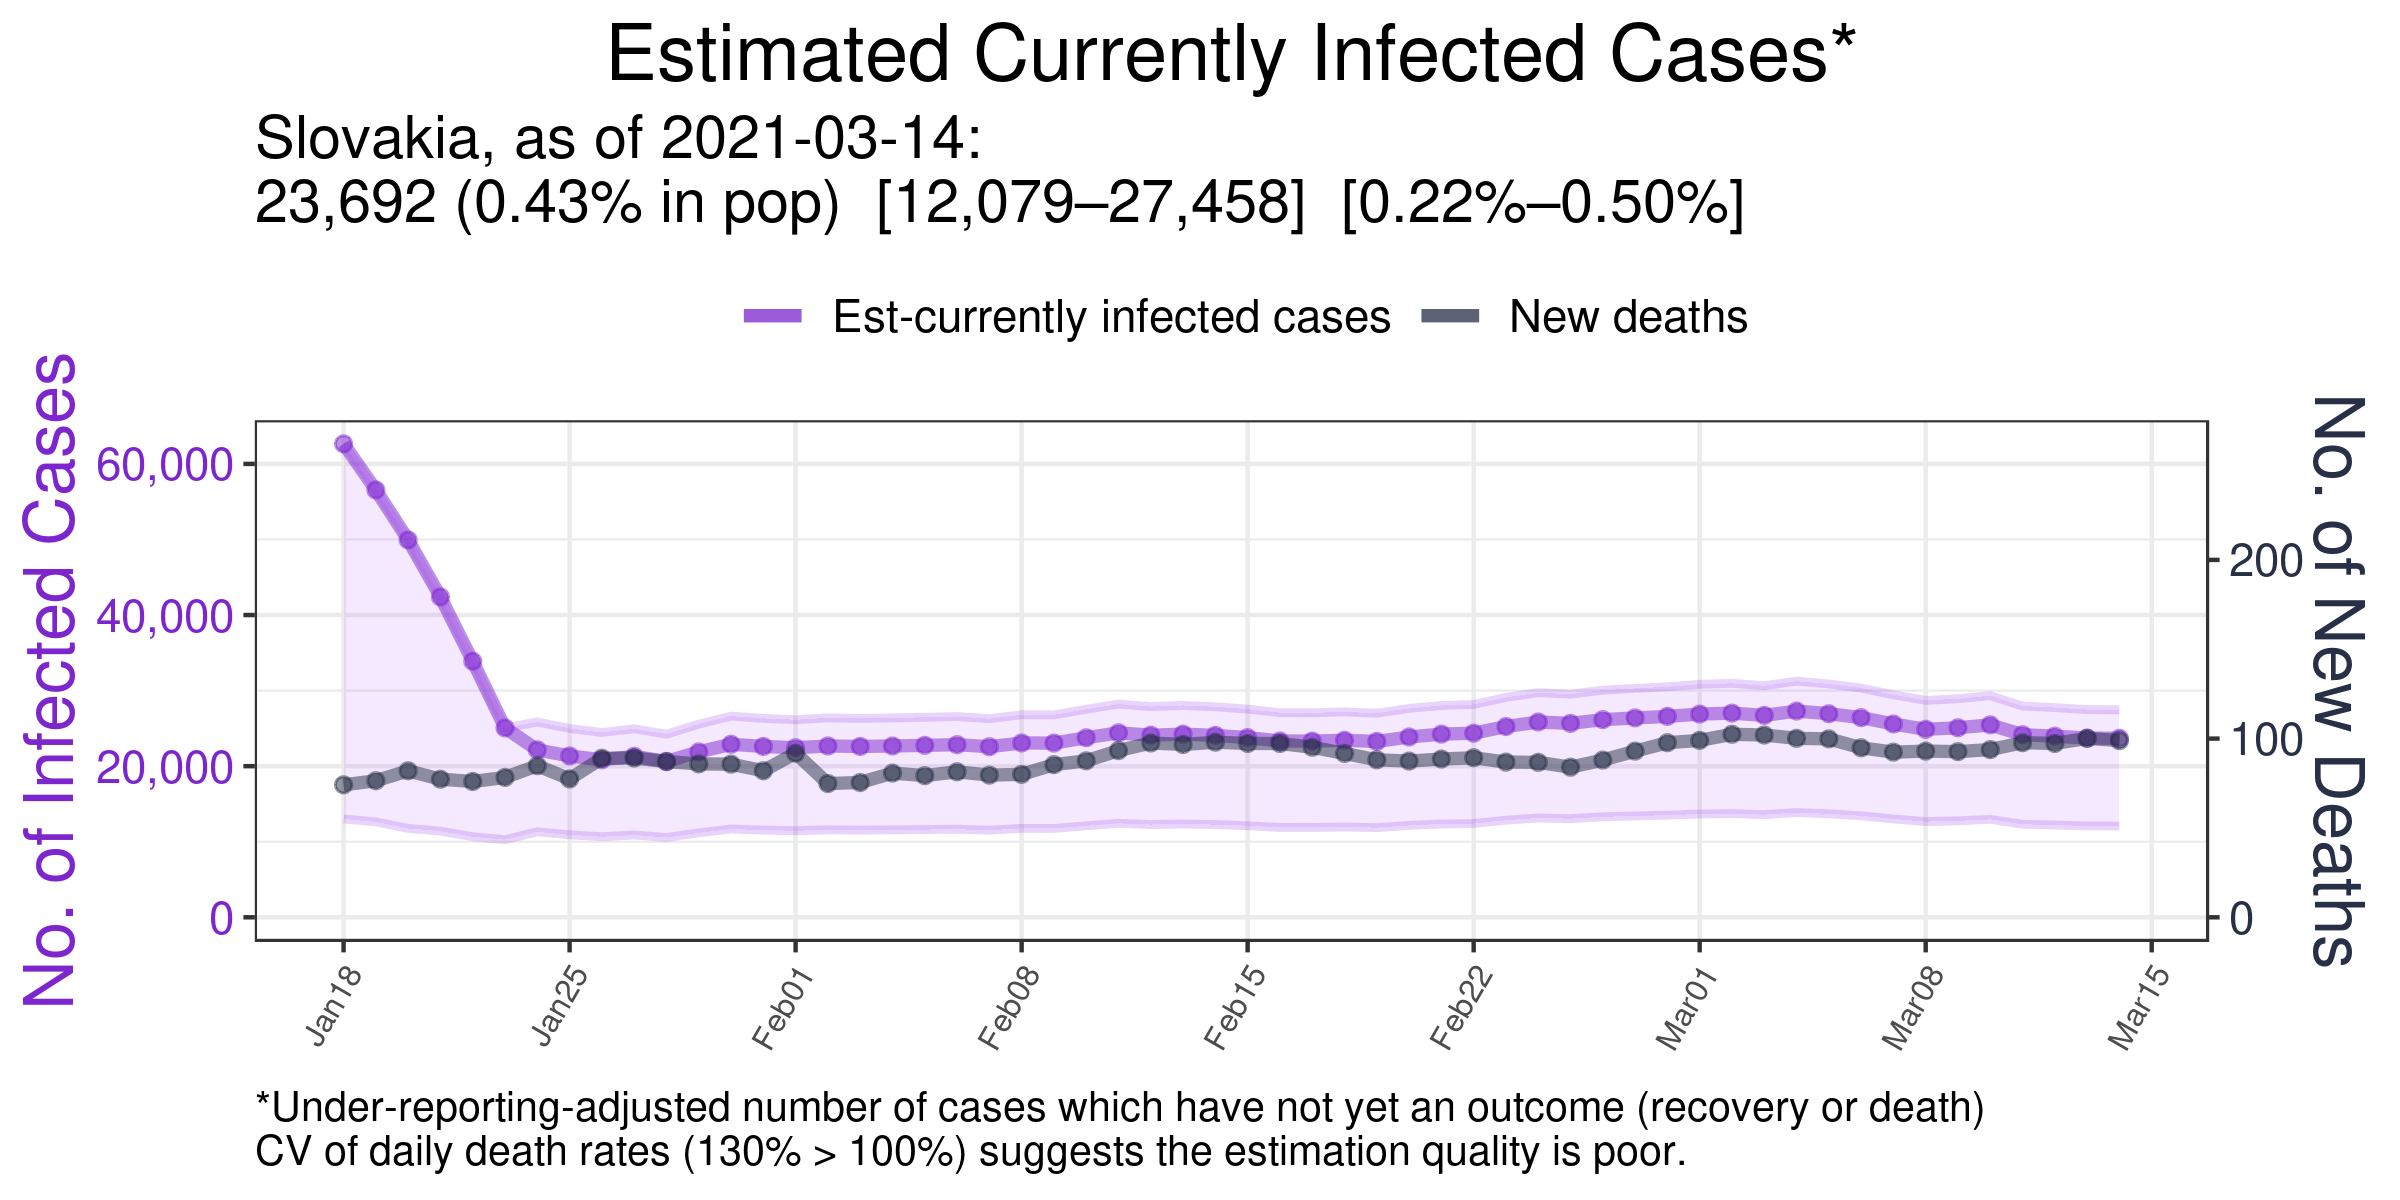 Estimated Currently Infected Cases*
Slovakia, as of 2021-03-14:
23,692 (0.43% in pop)  [12,079–27,458]  [0.22%–0.50%]
Est-currently infected cases
New deaths
No. of Infected Cases
60,000
40,000
20,000
0
No. of New Deaths
200
100
0
Jan18
Jan25
Feb01
Feb08
Feb15
Feb22
Mar01
Mar08
Mar15
*Under-reporting-adjusted number of cases which have not yet an outcome (recovery or death)
CV of daily death rates (130% > 100%) suggests the estimation quality is poor.